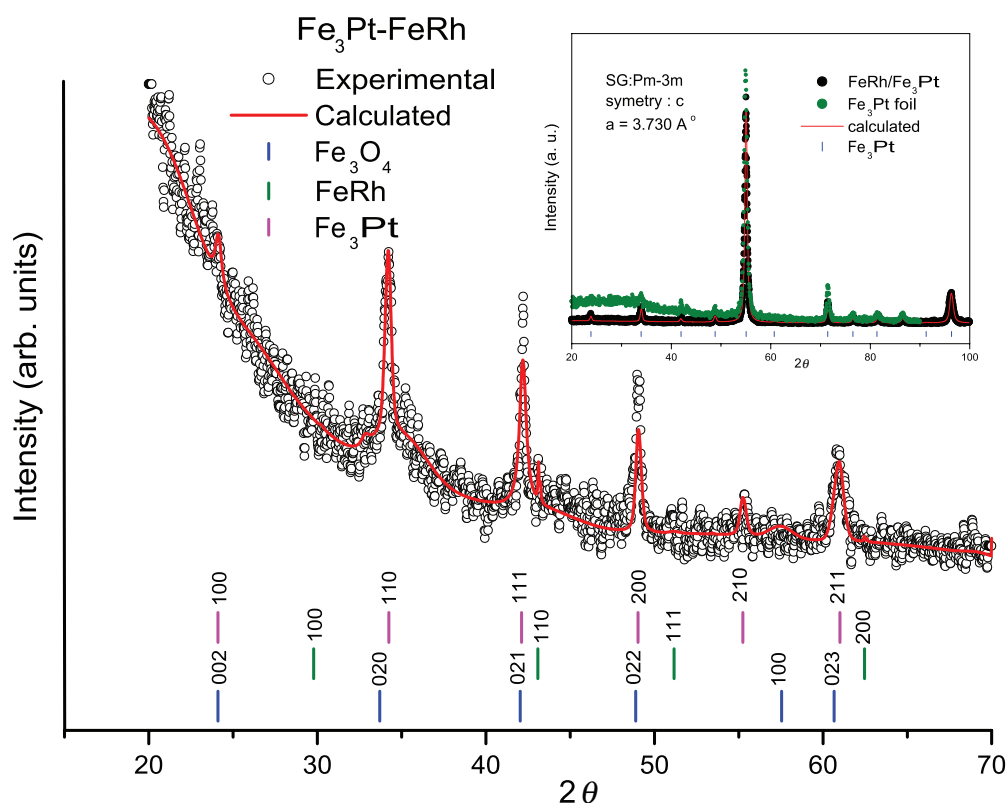 Fe₃Pt-FeRh
Experimental
Calculated
Fe₃O₄
FeRh
Fe₃Pt
SG:Pm-3m
symetry : c
a = 3.730 A°
FeRh/Fe₃Pt
Fe₃Pt foil
calculated
Fe₃Pt
Intensity (a. u.)
20 40 60 80 100
2θ
Intensity (arb. units)
100 110 111 200 210 211
100 110 111 200
002 020 021 022 100 023
20 30 40 50 60 70
2θ